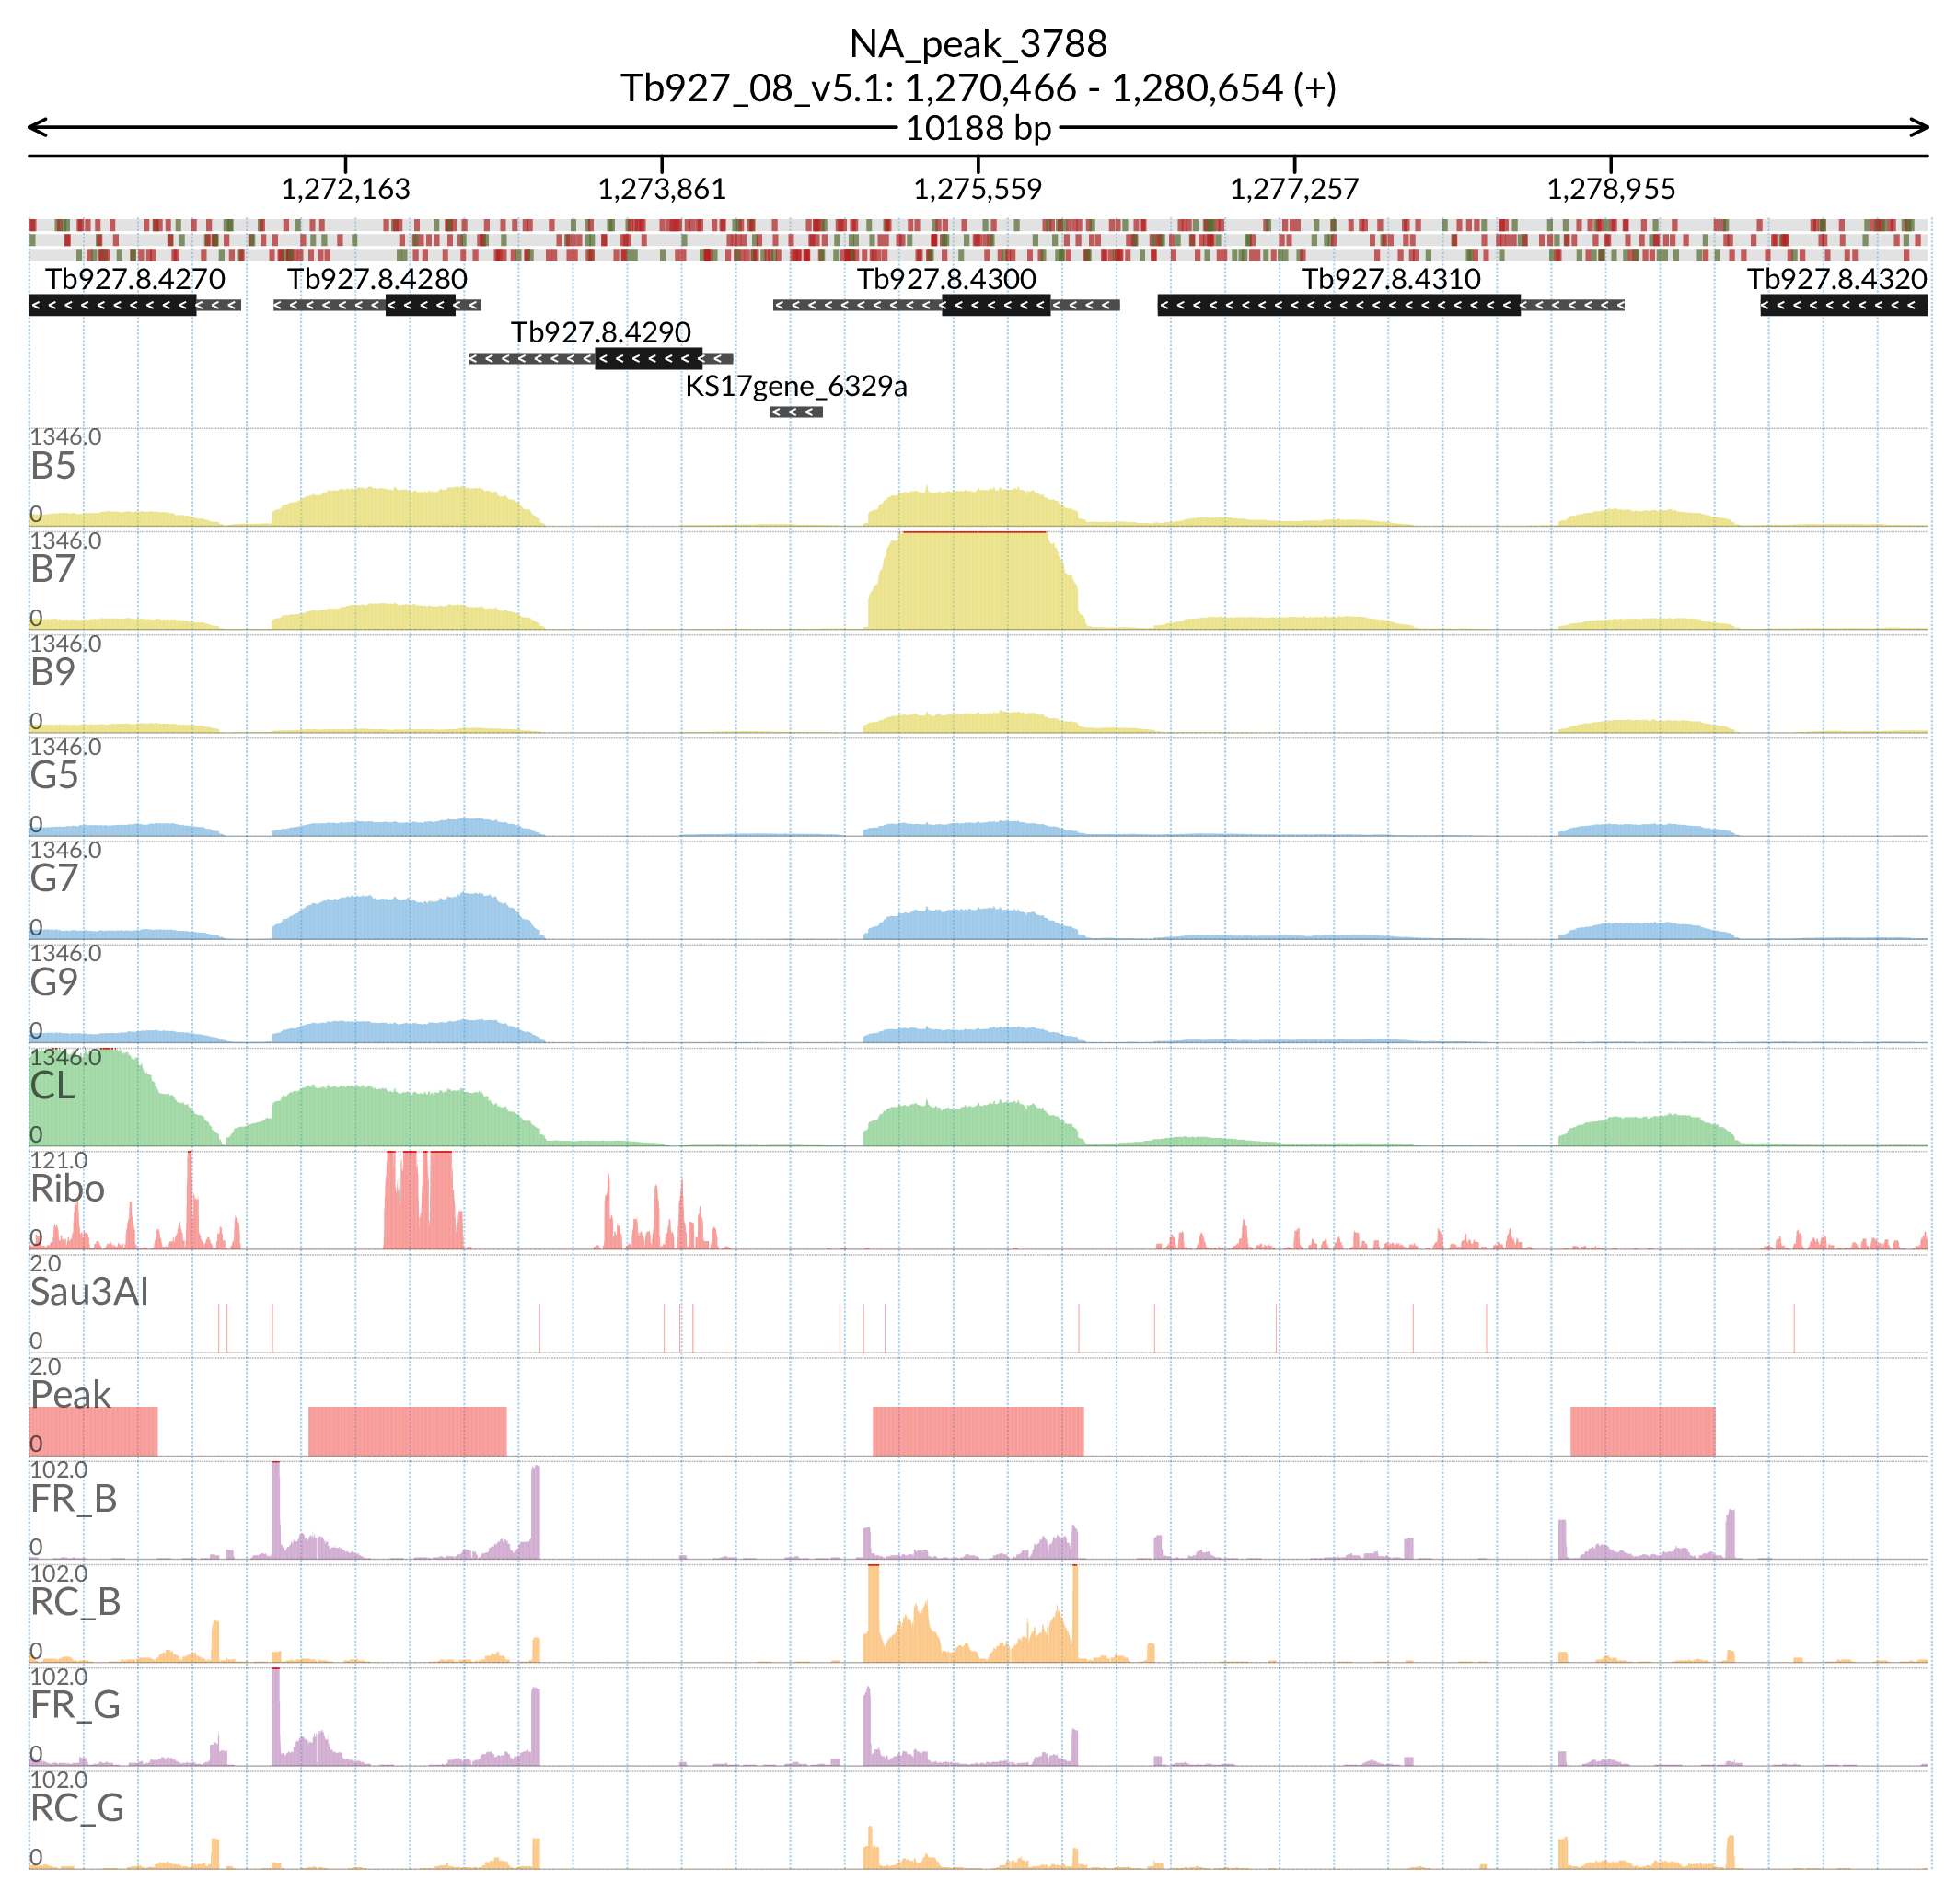 NA_peak_3788
Tb927_08_v5.1: 1,270,466 - 1,280,654 (+)
10188 bp
1,272,163 1,273,861 1,275,559 1,277,257 1,278,955
Tb927.8.4270 Tb927.8.4280 Tb927.8.4300 Tb927.8.4310 Tb927.8.4320
Tb927.8.4290
KS17gene_6329a
1346.0
B5
0
1346.0
B7
0
1346.0
B9
0
1346.0
G5
0
1346.0
G7
0
1346.0
G9
0
1346.0
CL
0
121.0
Ribo
0
2.0
Sau3AI
0
2.0
Peak
0
102.0
FR_B
0
102.0
RC_B
0
102.0
FR_G
0
102.0
RC_G
0